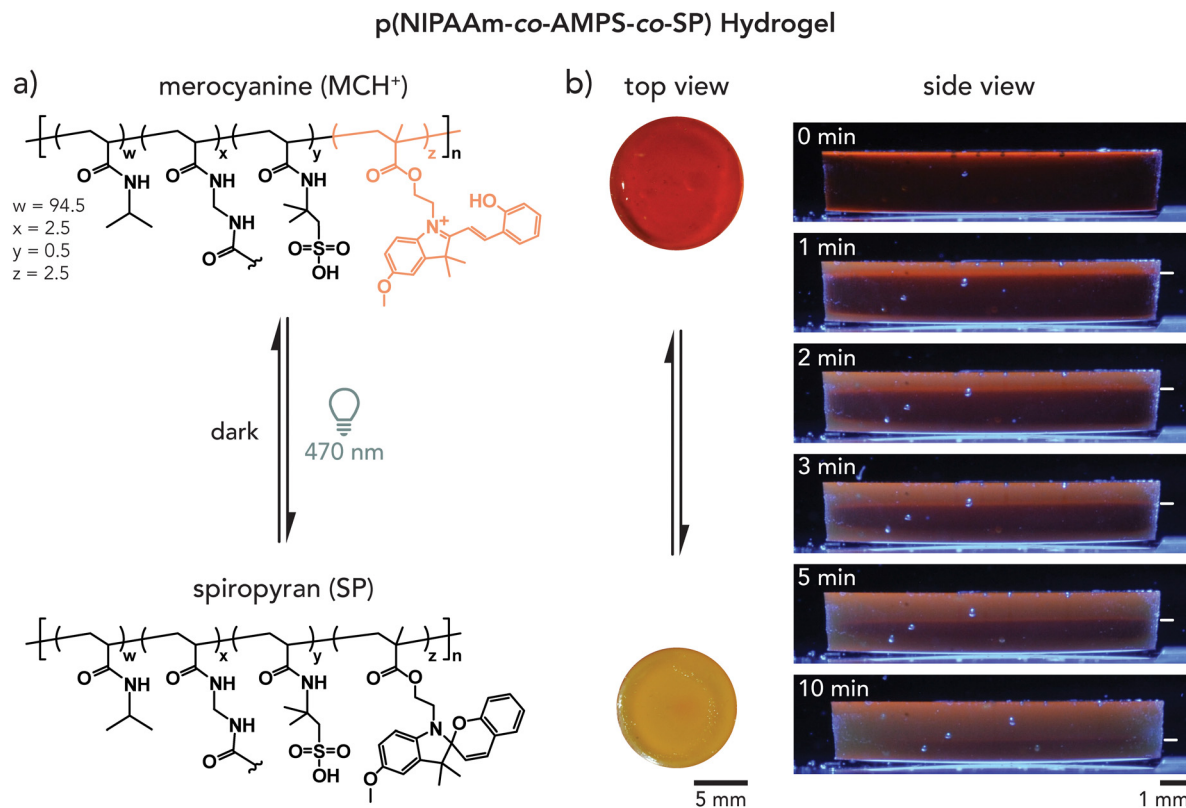 p(NIPAAm-co-AMPS-co-SP) Hydrogel
a)
merocyanine (MCH⁺)
[ ( ) w ( ) x ( ) y ( ) z ] n
O NH
O NH
NH
O
O NH
O=S=O
OH
O O
N⁺
HO
O
w = 94.5
x = 2.5
y = 0.5
z = 2.5
dark
470 nm
spiropyran (SP)
[ ( ) w ( ) x ( ) y ( ) z ] n
O NH
O NH
NH
O
O NH
O=S=O
OH
O O
N O
O
b)
top view
5 mm
side view
0 min
1 min
2 min
3 min
5 min
10 min
1 mm